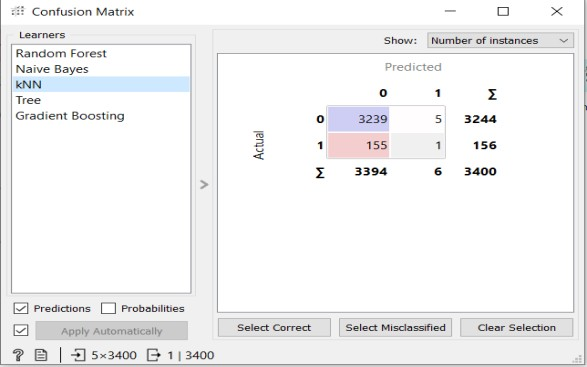 Confusion Matrix
Learners
Random Forest
Naive Bayes
kNN
Tree
Gradient Boosting
Predictions Probabilities
Apply Automatically
? 5×3400 1 | 3400
Show: Number of instances
Predicted
0 1 Σ
Actual
0 3239 5 3244
1 155 1 156
Σ 3394 6 3400
>
Select Correct Select Misclassified Clear Selection